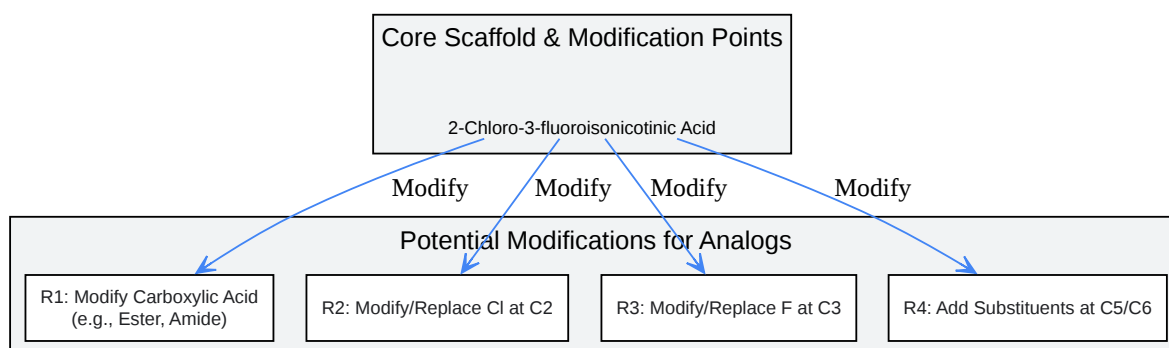 Core Scaffold & Modification Points
2-Chloro-3-fluoroisonicotinic Acid
Modify Modify Modify Modify
Potential Modifications for Analogs
R1: Modify Carboxylic Acid
(e.g., Ester, Amide)
R2: Modify/Replace Cl at C2
R3: Modify/Replace F at C3
R4: Add Substituents at C5/C6